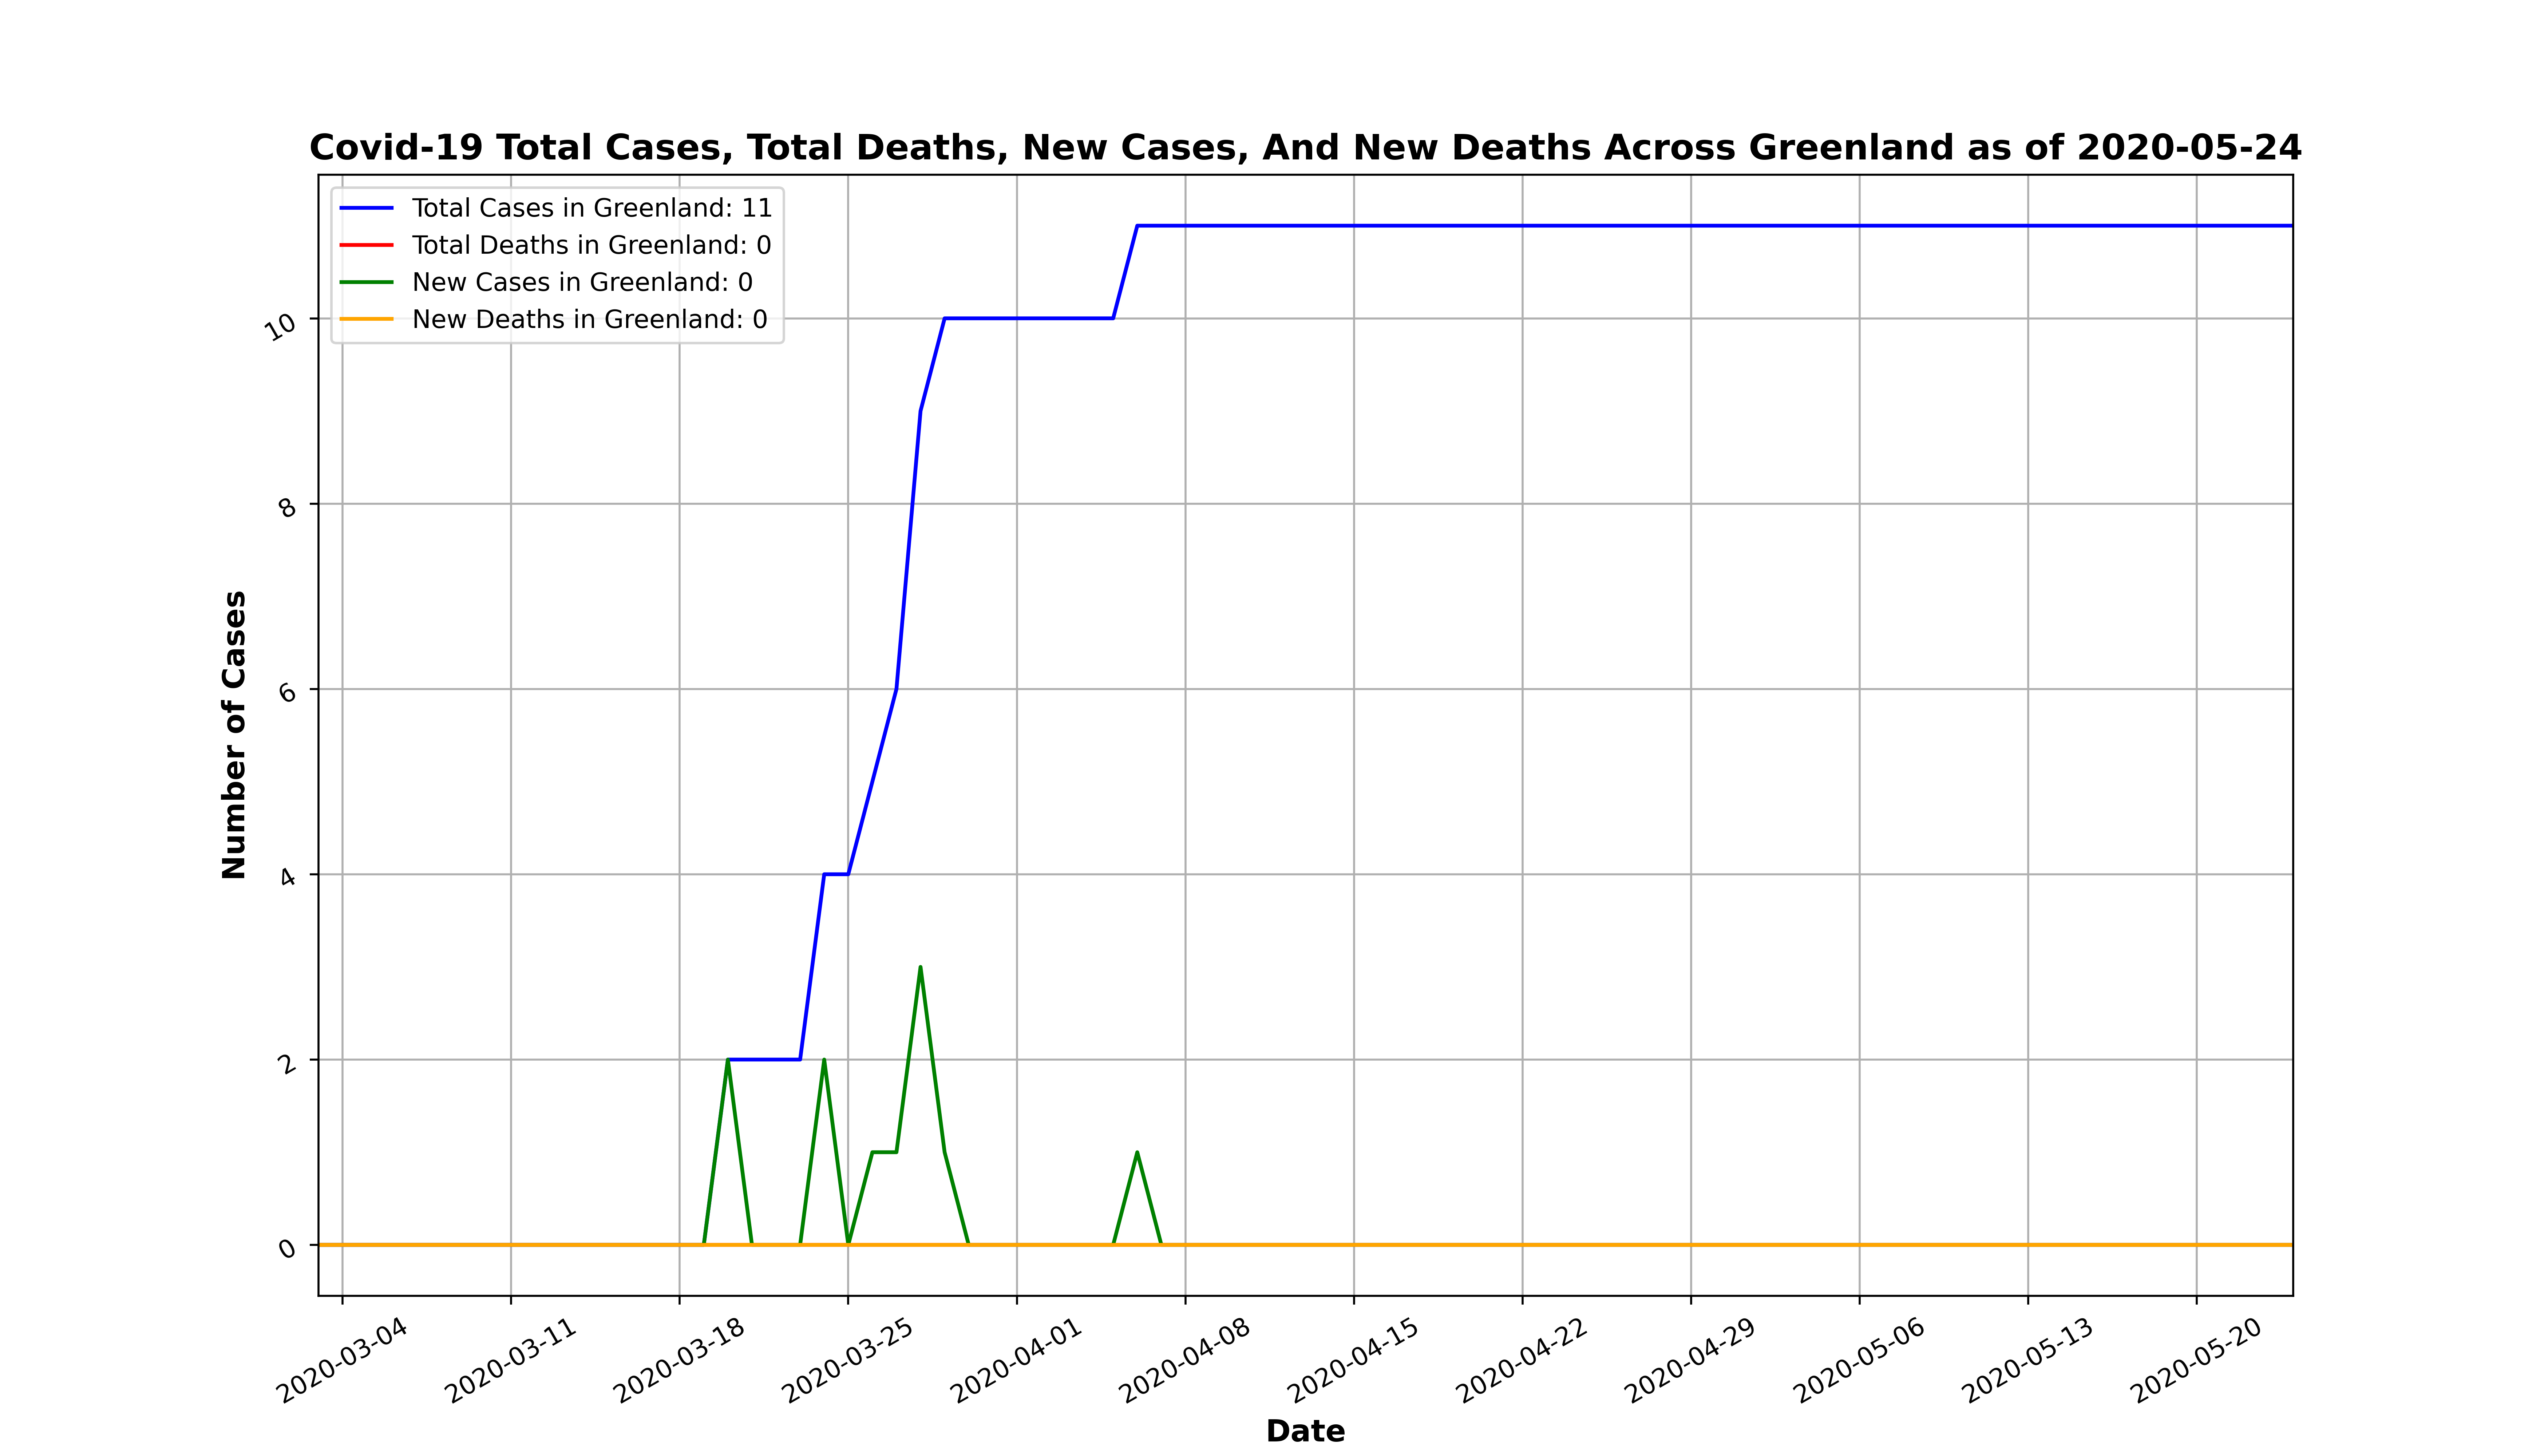 Covid-19 Total Cases, Total Deaths, New Cases, And New Deaths Across Greenland as of 2020-05-24
Total Cases in Greenland: 11
Total Deaths in Greenland: 0
New Cases in Greenland: 0
New Deaths in Greenland: 0
Number of Cases
10
8
6
4
2
0
2020-03-04
2020-03-11
2020-03-18
2020-03-25
2020-04-01
2020-04-08
2020-04-15
2020-04-22
2020-04-29
2020-05-06
2020-05-13
2020-05-20
Date